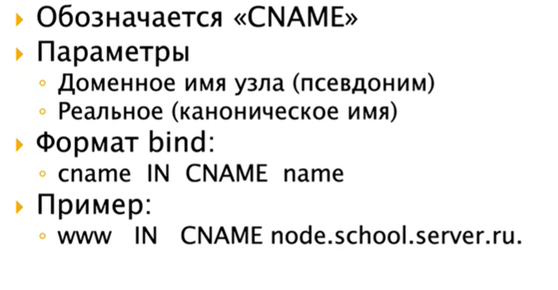 Обозначается «CNAME»
Параметры
Доменное имя узла (псевдоним)
Реальное (каноническое имя)
Формат bind:
cname IN CNAME name
Пример:
www IN CNAME node.school.server.ru.